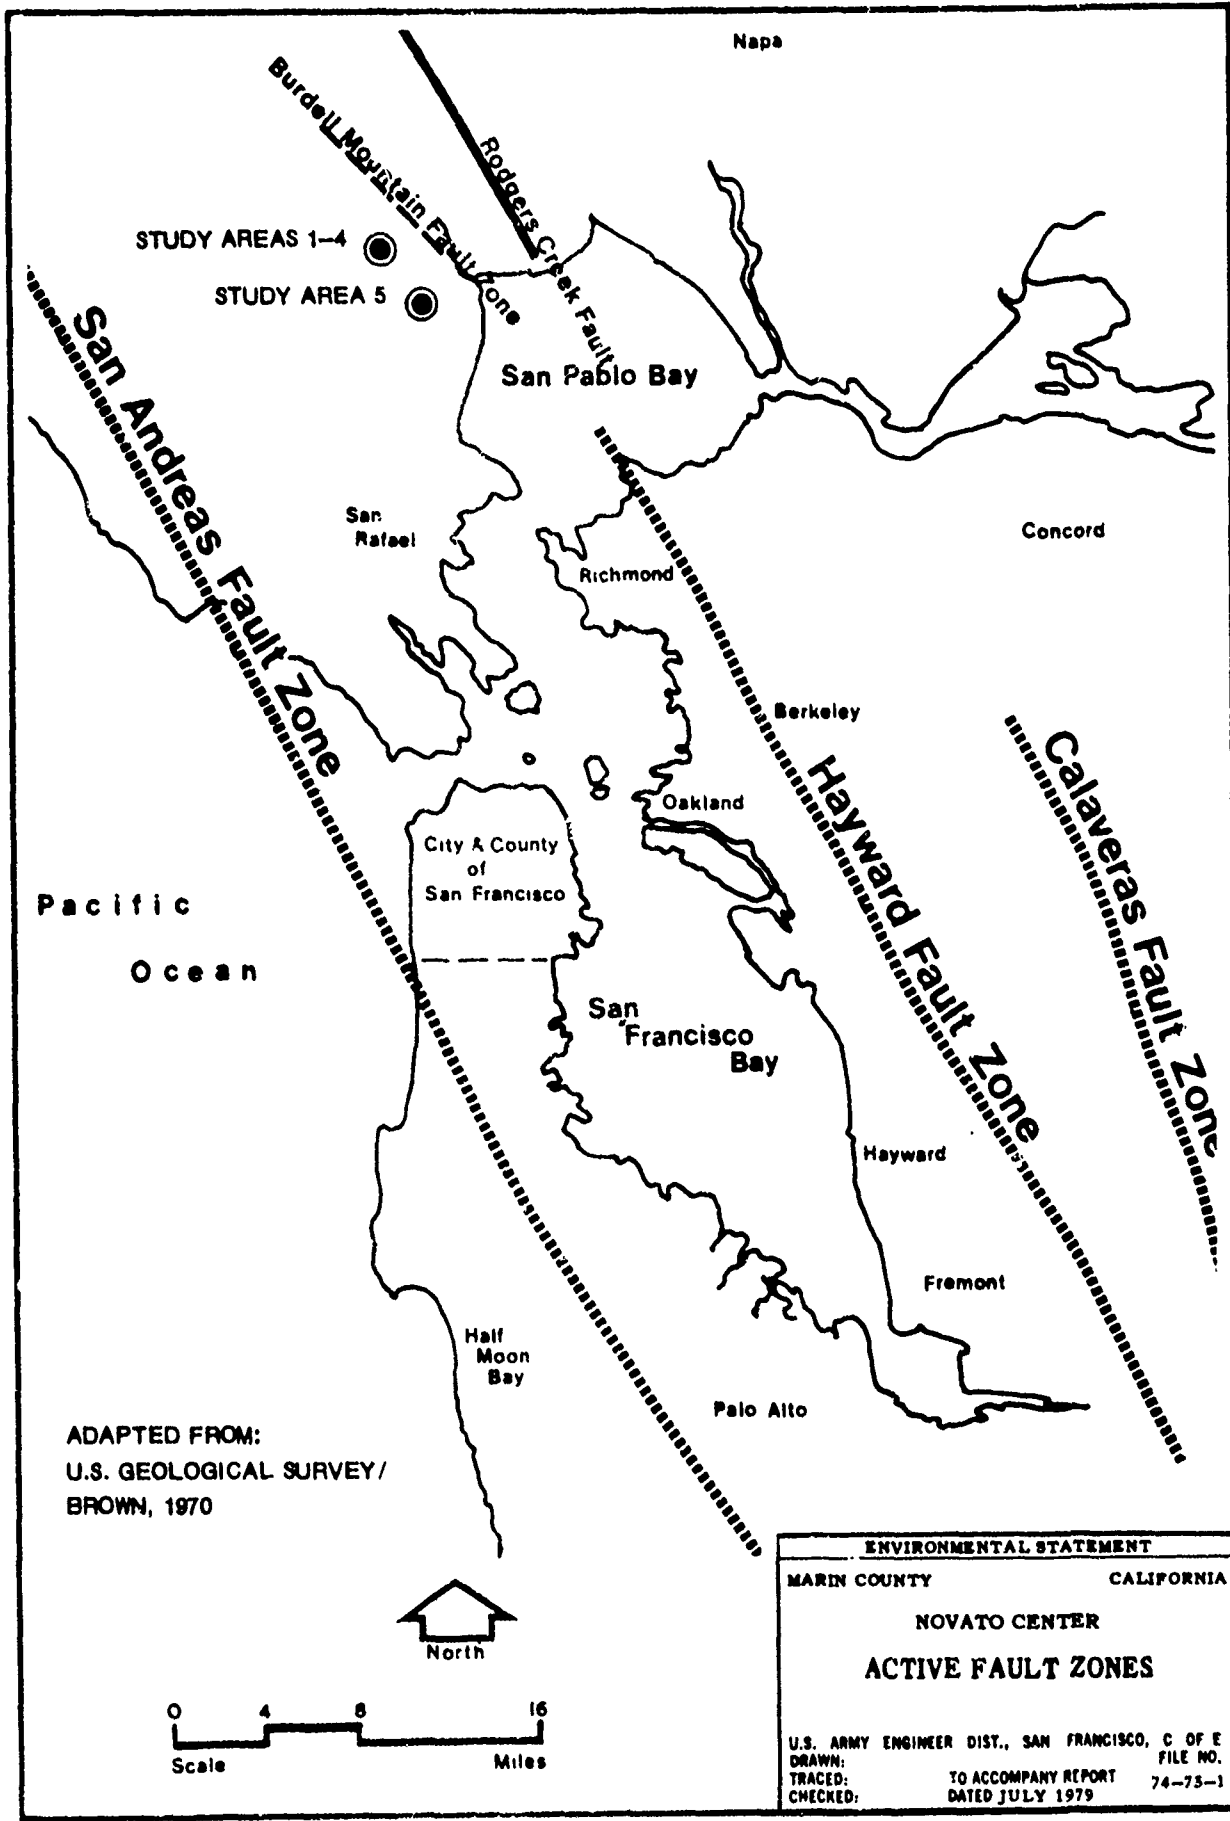 Napa
Burdell Mountain Fault Zone
Rodgers Creek Fault
STUDY AREAS 1-4
STUDY AREA 5
San Andreas Fault Zone
San Pablo Bay
San
Rafael
Richmond
Concord
Berkeley
Oakland
Hayward Fault Zone
Calaveras Fault Zone
City & County
of
San Francisco
Pacific
Ocean
San
Francisco
Bay
Hayward
Fremont
Half
Moon
Bay
Palo Alto
ADAPTED FROM:
U.S. GEOLOGICAL SURVEY/
BROWN, 1970
North
0 4 8 16
Scale Miles
ENVIRONMENTAL STATEMENT
MARIN COUNTY CALIFORNIA
NOVATO CENTER
ACTIVE FAULT ZONES
U.S. ARMY ENGINEER DIST., SAN FRANCISCO, C OF E
DRAWN: FILE NO.
TRACED: TO ACCOMPANY REPORT 74-75-1
CHECKED: DATED JULY 1979